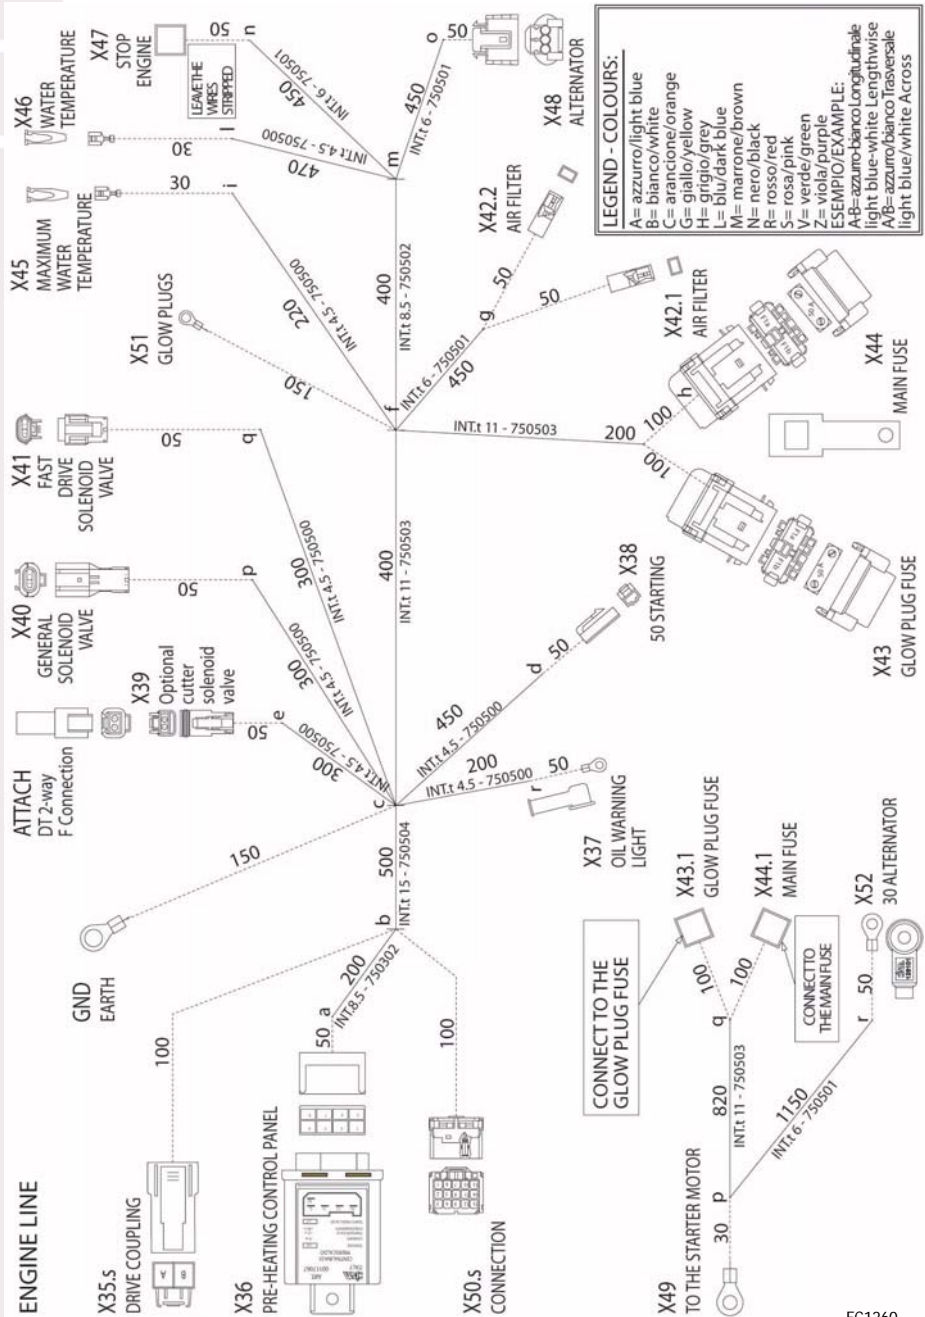 ENGINE LINE
X35.s
DRIVE COUPLING
A
B
100
X36
PRE-HEATING CONTROL PANEL
50
a
200
INT.8.5 - 750302
X50.s
CONNECTION
100
GND
EARTH
150
b
500
INT.t 15 - 750504
c
ATTACH
DT 2-way
F Connection
X39
Optional
cutter
solenoid
valve
50
e
300
INT.t 4.5 - 750500
X40
GENERAL
SOLENOID
VALVE
50
p
300
INT.t 4.5 - 750500
X41
FAST
DRIVE
SOLENOID
VALVE
50
q
300
INT.t 4.5 - 750500
400
INT.t 11 - 750503
450
INT.t 4.5 - 750500
d
50
X38
50 STARTING
200
INT.t 4.5 - 750500
r
50
X37
OIL WARNING
LIGHT
X51
GLOW PLUGS
150
f
X45
MAXIMUM
WATER
TEMPERATURE
30
i
220
INT.t 4.5 - 750500
X46
WATER
TEMPERATURE
30
l
470
INT.t 4.5 - 750500
X47
STOP
ENGINE
50
n
LEAVE THE
WIRES
STRIPPED
450
INT.t 6 - 750501
m
400
INT.t 8.5 - 750502
450
INT.t 6 - 750501
o
50
X48
ALTERNATOR
X42.2
AIR FILTER
50
g
50
X42.1
AIR FILTER
INT.t 6 - 750501
450
INT.t 11 - 750503
200
100
h
100
F1a
F1b
50 A
X44
MAIN FUSE
F1a
F1b
50 A
X43
GLOW PLUG FUSE
LEGEND - COLOURS:
A= azzurro/light blue
B= bianco/white
C= arancione/orange
G= giallo/yellow
H= grigio/grey
L= blu/dark blue
M= marrone/brown
N= nero/black
R= rosso/red
S= rosa/pink
V= verde/green
Z= viola/purple
ESEMPIO/EXAMPLE:
A-B=azzurro-bianco Longitudinale
light blue-white Lengthwise
A/B=azzurro/bianco Trasversale
light blue/white Across
X49
TO THE STARTER MOTOR
30
p
820
INT.t 11 - 750503
q
100
100
CONNECT TO THE
GLOW PLUG FUSE
X43.1
GLOW PLUG FUSE
X44.1
MAIN FUSE
CONNECT TO
THE MAIN FUSE
1150
INT.t 6 - 750501
r
50
X52
30 ALTERNATOR